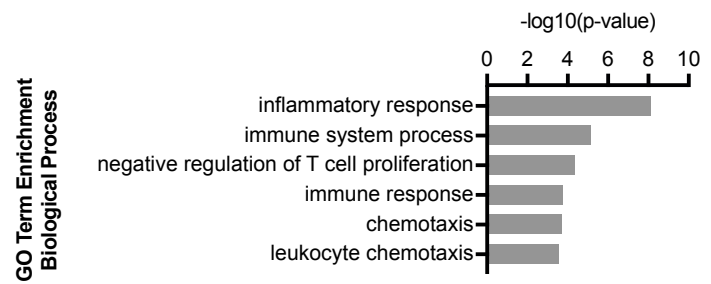 -log10(p-value)
0 2 4 6 8 10
GO Term Enrichment
Biological Process
inflammatory response
immune system process
negative regulation of T cell proliferation
immune response
chemotaxis
leukocyte chemotaxis